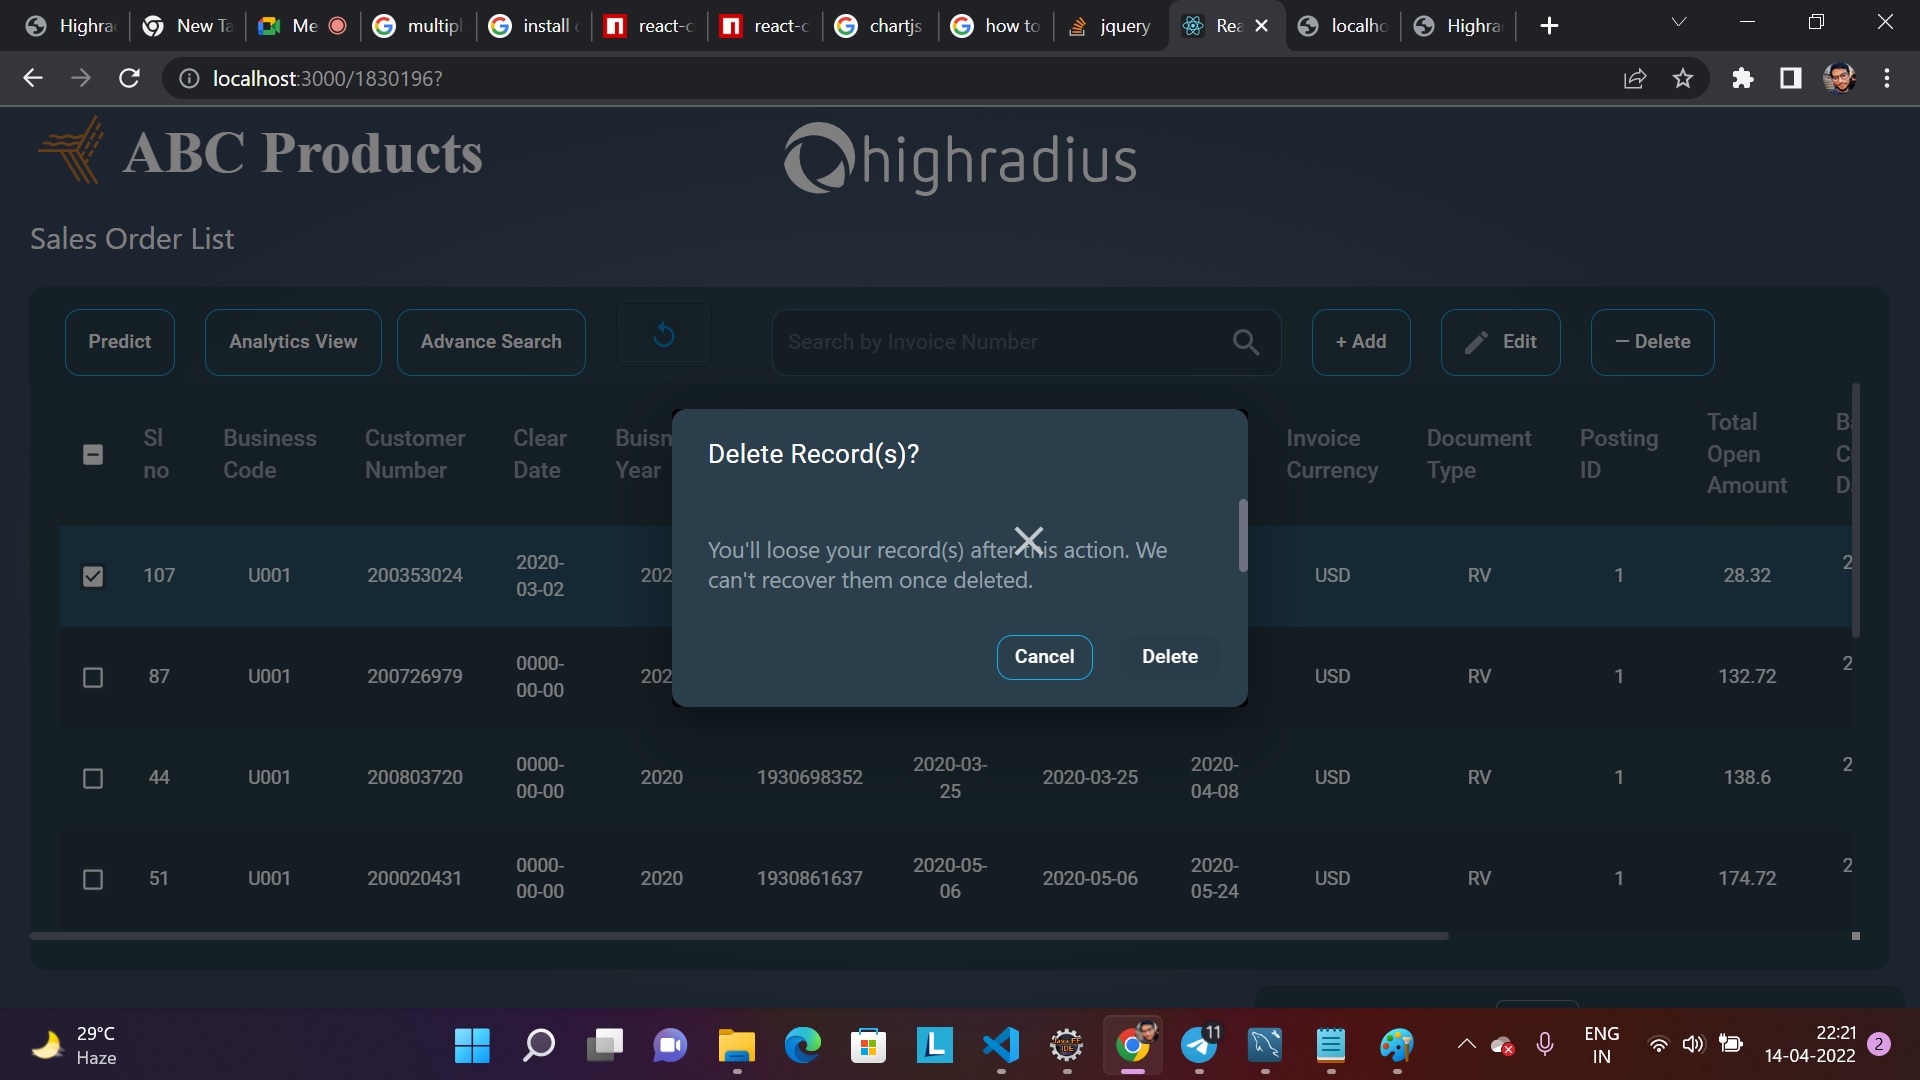 Highra
New Ta
Me
multipl
install
react-c
react-c
chartjs
how to
jquery
Rea
localho
Highra
localhost:3000/1830196?
ABC Products
highradius
Sales Order List
Predict
Analytics View
Advance Search
Search by Invoice Number
+ Add
Edit
− Delete
Sl no
Business Code
Customer Number
Clear Date
Buisn
Year
Invoice Currency
Document Type
Posting ID
Total Open Amount
Delete Record(s)?
You'll loose your record(s) after this action. We
can't recover them once deleted.
Cancel
Delete
107 U001 200353024 2020-03-02 202 USD RV 1 28.32 2
87 U001 200726979 0000-00-00 202 USD RV 1 132.72 2
44 U001 200803720 0000-00-00 2020 1930698352 2020-03-25 2020-03-25 2020-04-08 USD RV 1 138.6 2
51 U001 200020431 0000-00-00 2020 1930861637 2020-05-06 2020-05-06 2020-05-24 USD RV 1 174.72 2
29°C
Haze
L
11
ENG
IN
22:21
14-04-2022
2